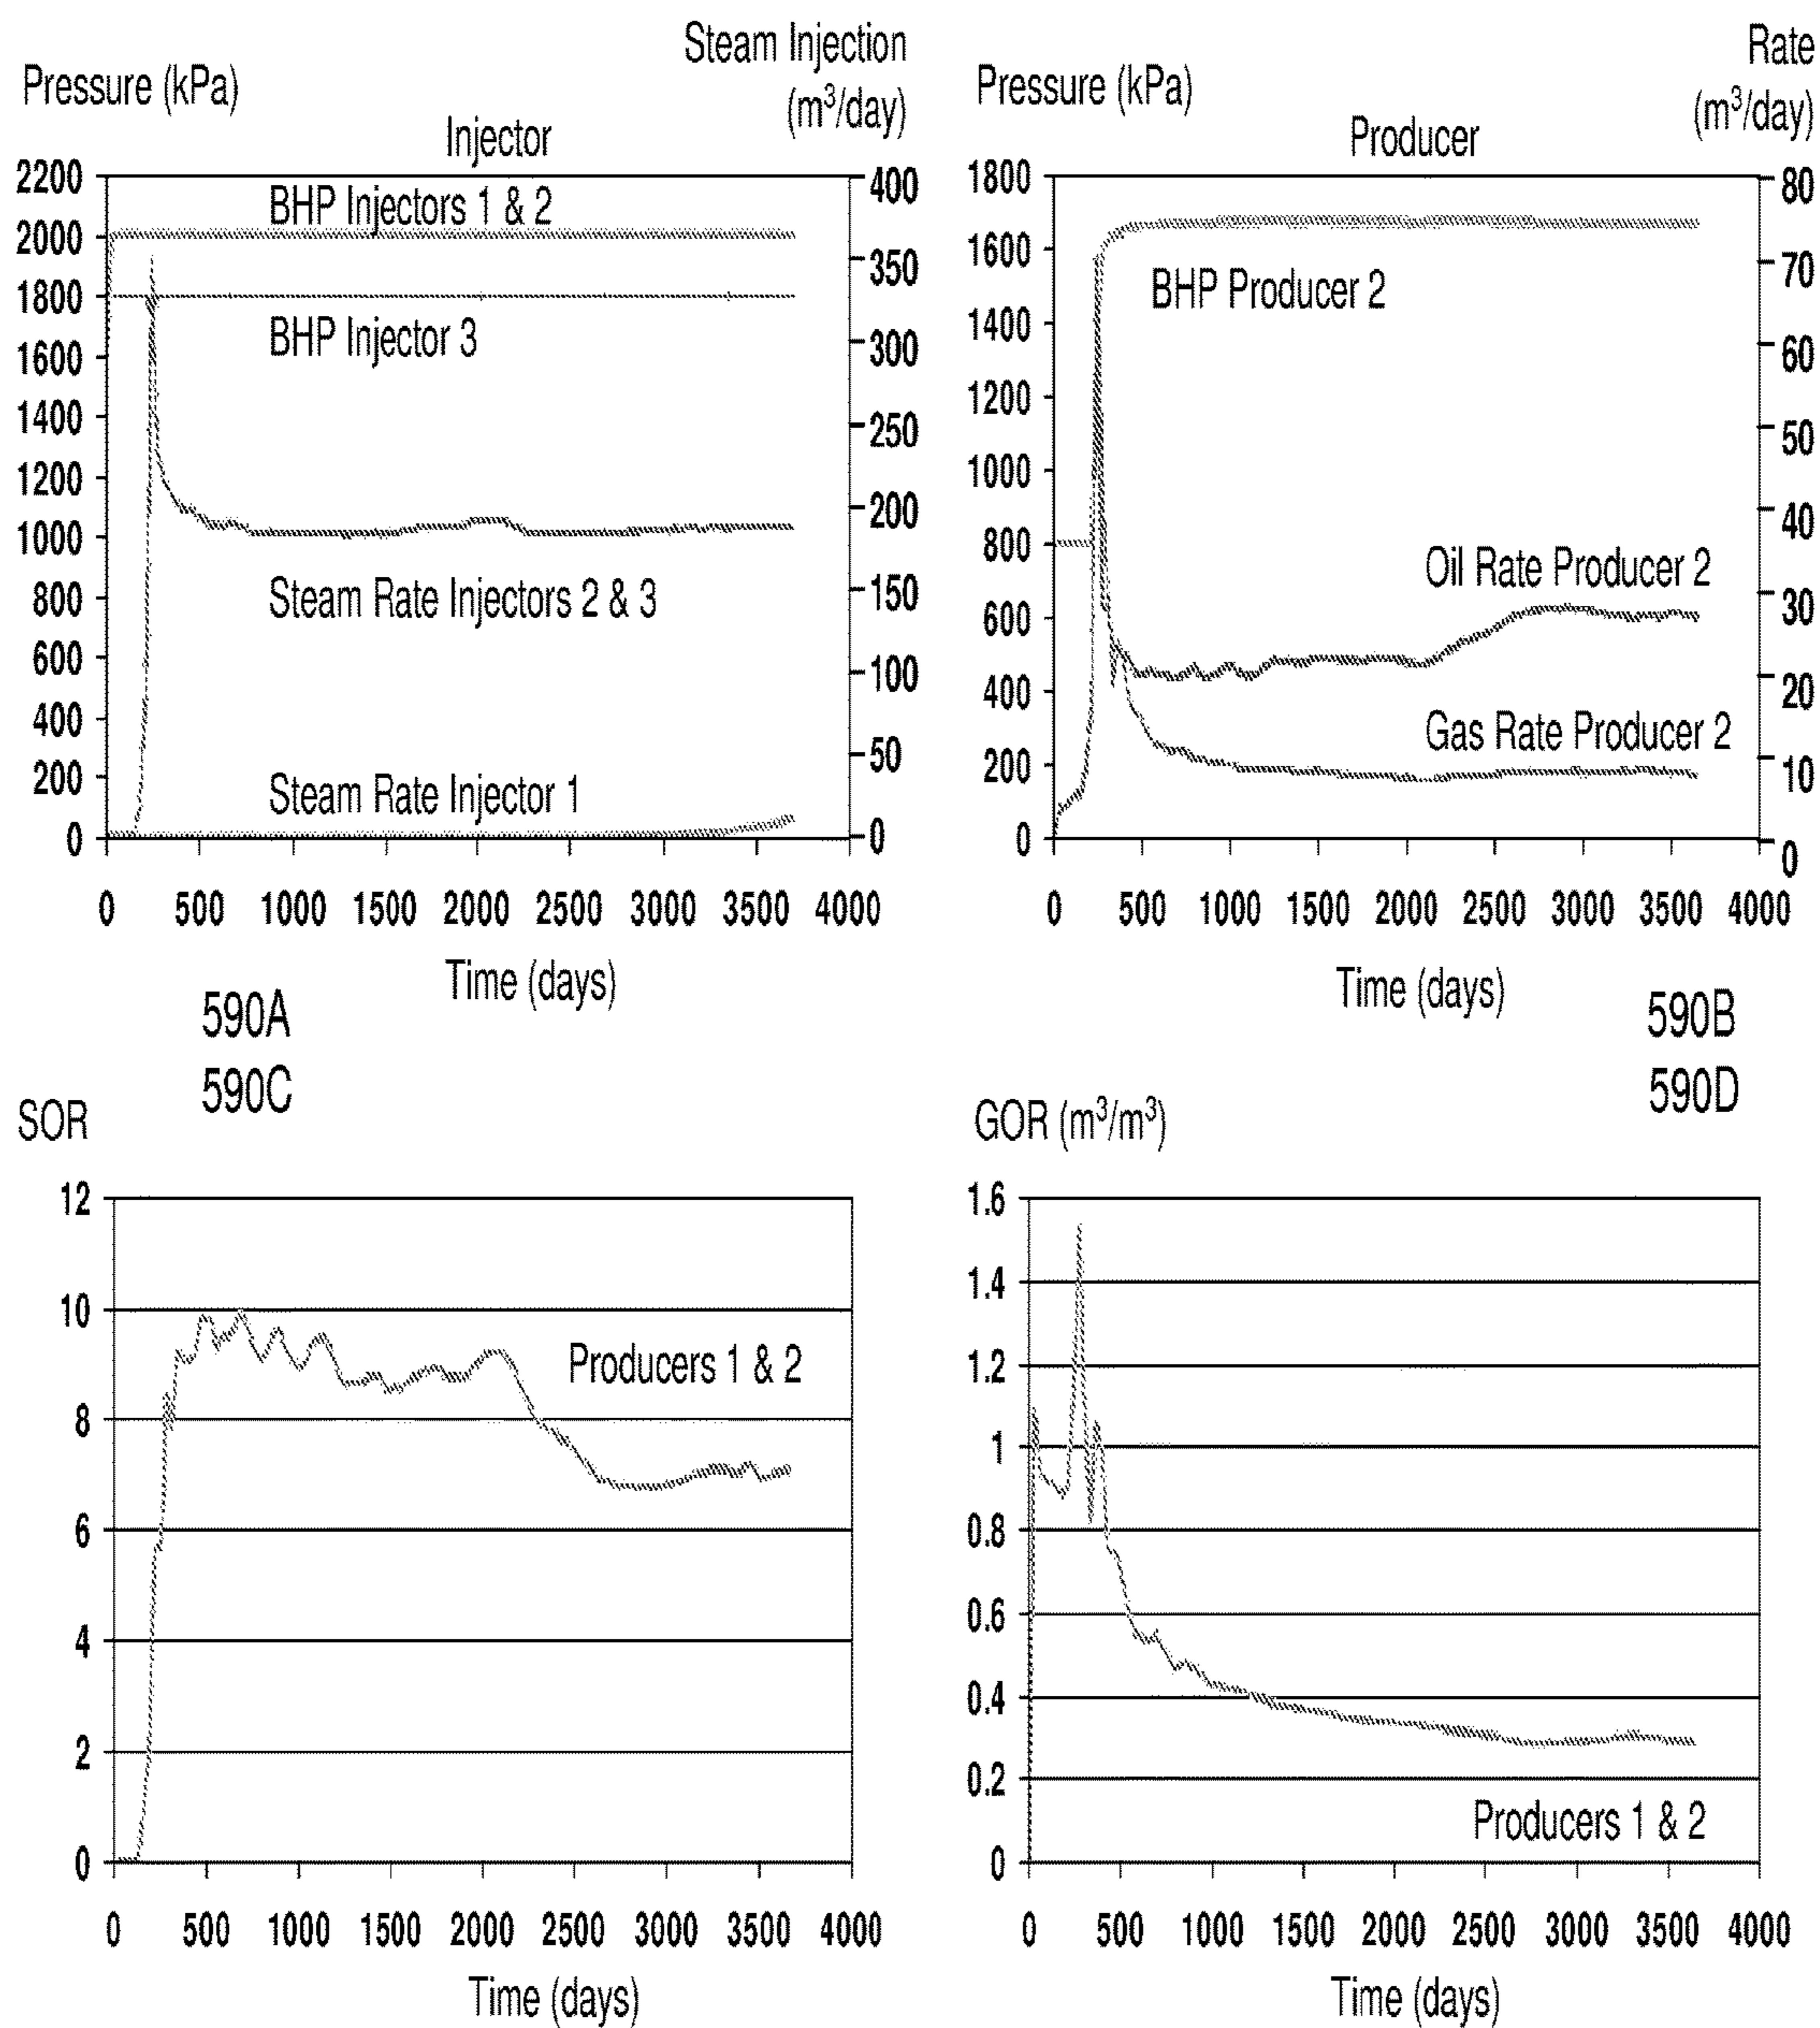 Pressure (kPa)
Steam Injection
(m³/day)
Injector
2200
2000
1800
1600
1400
1200
1000
800
600
400
200
0
400
350
300
250
200
150
100
50
0
BHP Injectors 1 & 2
BHP Injector 3
Steam Rate Injectors 2 & 3
Steam Rate Injector 1
0 500 1000 1500 2000 2500 3000 3500 4000
Time (days)
590A
Pressure (kPa)
Rate
(m³/day)
Producer
1800
1600
1400
1200
1000
800
600
400
200
0
80
70
60
50
40
30
20
10
0
BHP Producer 2
Oil Rate Producer 2
Gas Rate Producer 2
0 500 1000 1500 2000 2500 3000 3500 4000
Time (days)
590B
590C
SOR
12
10
8
6
4
2
0
Producers 1 & 2
0 500 1000 1500 2000 2500 3000 3500 4000
Time (days)
590D
GOR (m³/m³)
1.6
1.4
1.2
1
0.8
0.6
0.4
0.2
0
Producers 1 & 2
0 500 1000 1500 2000 2500 3000 3500 4000
Time (days)